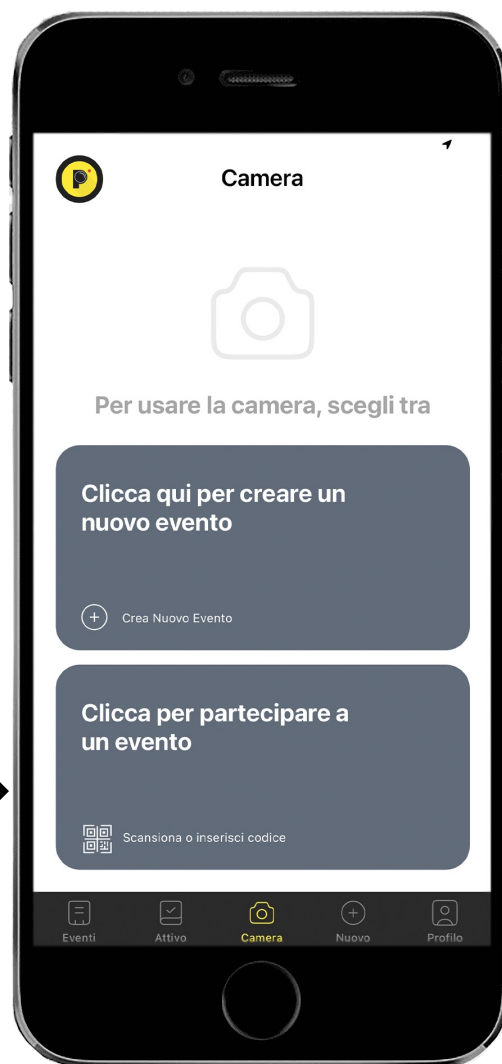 P
Camera
Per usare la camera, scegli tra
Clicca qui per creare un
nuovo evento
Crea Nuovo Evento
Clicca per partecipare a
un evento
Scansiona o inserisci codice
Eventi Attivo Camera Nuovo Profilo